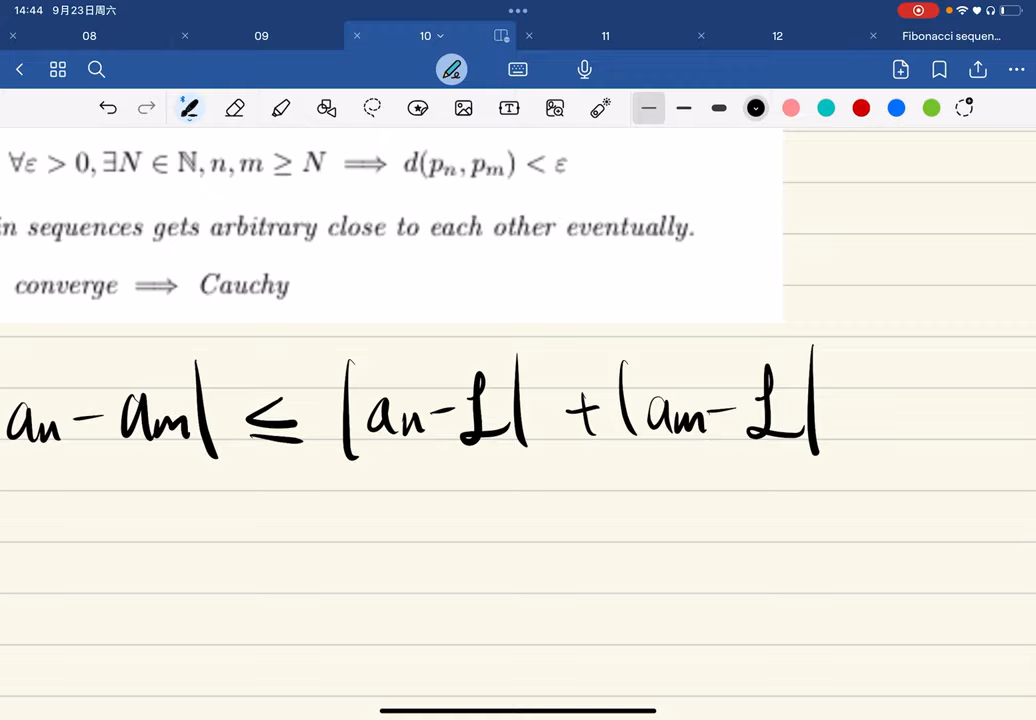 14:44 9月23日周六
08 09 10 11 12 Fibonacci sequen...
∀ε > 0, ∃N ∈ ℕ, n, m ≥ N ⟹ d(pₙ, pₘ) < ε
in sequences gets arbitrary close to each other eventually.
converge ⟹ Cauchy
an - am| ≤ |an - L| + |am - L|